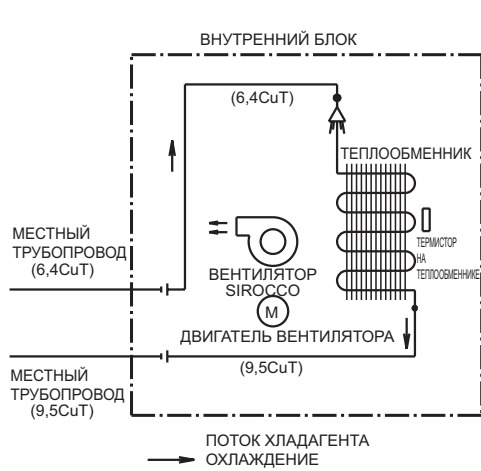 ВНУТРЕННИЙ БЛОК
(6,4CuT)
ТЕПЛООБМЕННИК
ТЕРМИСТОР
НА
ТЕПЛООБМЕННИКЕ
МЕСТНЫЙ
ТРУБОПРОВОД
(6,4CuT)
ВЕНТИЛЯТОР
SIROCCO
M
ДВИГАТЕЛЬ ВЕНТИЛЯТОРА
(9,5CuT)
МЕСТНЫЙ
ТРУБОПРОВОД
(9,5CuT)
ПОТОК ХЛАДАГЕНТА
ОХЛАЖДЕНИЕ